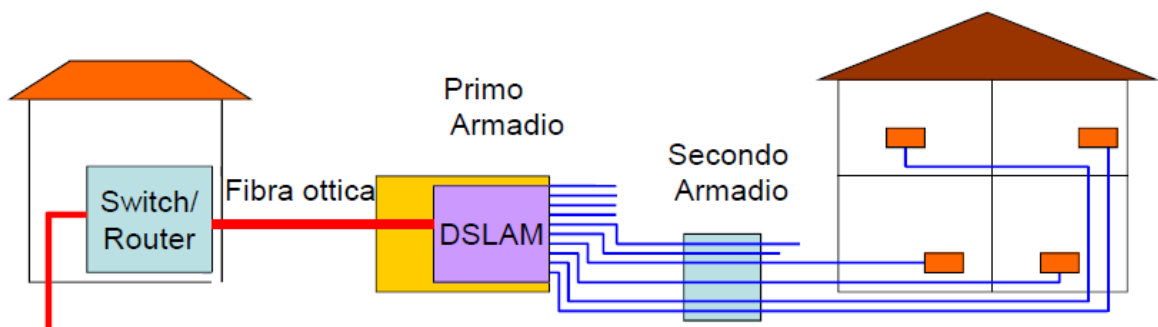 Switch/
Router
Fibra ottica
Primo
Armadio
DSLAM
Secondo
Armadio